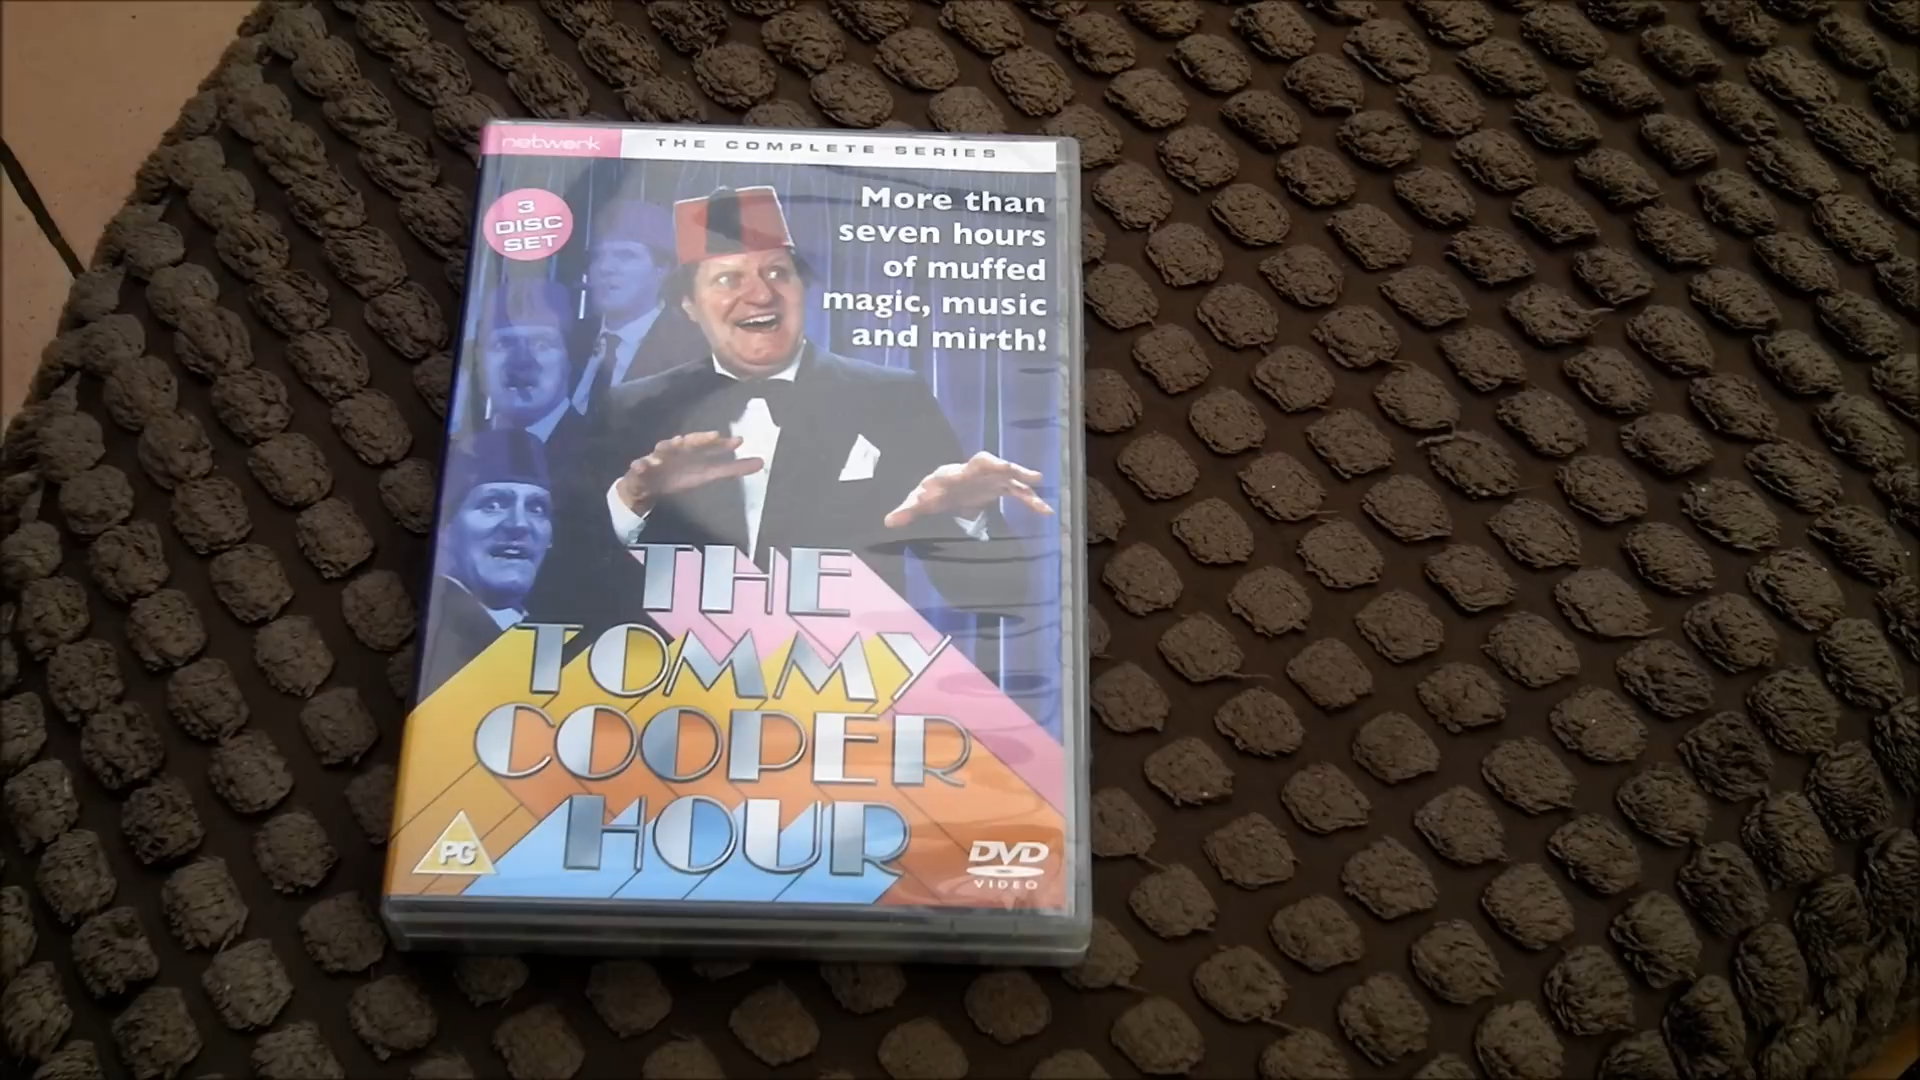 network
THE COMPLETE SERIES
3
DISC
SET
More than
seven hours
of muffed
magic, music
and mirth!
THE
TOMMY
COOPER
HOUR
PG
DVD
VIDEO